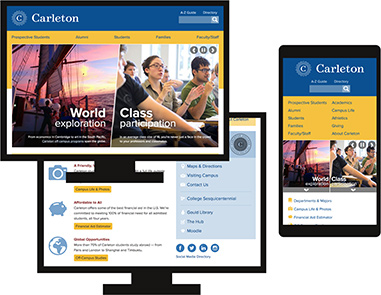 Carleton
A-Z Guide Directory
Prospective Students Alumni Students Families Faculty/Staff
World
exploration
Class
participation
From economics in Cambridge to art in the South Pacific,
Carleton off-campus programs span the globe.
In an average class size of 16, you're never just a face in the crowd
A Friendly,
Campus Life & Photos
Affordable to All
Carleton offers some of the best financial aid in the U.S. We're
committed to meeting 100% of financial need for all admitted
students, all four years.
Financial Aid Estimator
Global Opportunities
More than 70% of Carleton students study abroad — from
Paris and London to Shanghai and Timbuktu.
Off-Campus Studies
Maps & Directions
Visiting Campus
Contact Us
College Sesquicentennial
Gould Library
The Hub
Moodle
Social Media Directory
Carleton
A-Z Guide Directory
Prospective Students Academics
Alumni Campus Life
Students Athletics
Families Giving
Faculty/Staff About Carleton
World
exploration
Class
participation
Departments & Majors
Campus Life & Photos
Financial Aid Estimator